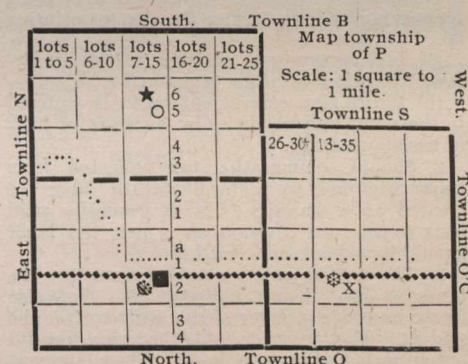 South. Townline B
Map township
of P
Scale: 1 square to
1 mile.
Townline S
lots lots lots lots lots
1 to 5 6-10 7-15 16-20 21-25
6
5
4
3
2
1
a
1
2
3
4
26-30 13-35
X
East Townline N
West. Townline O'C
North. Townline O